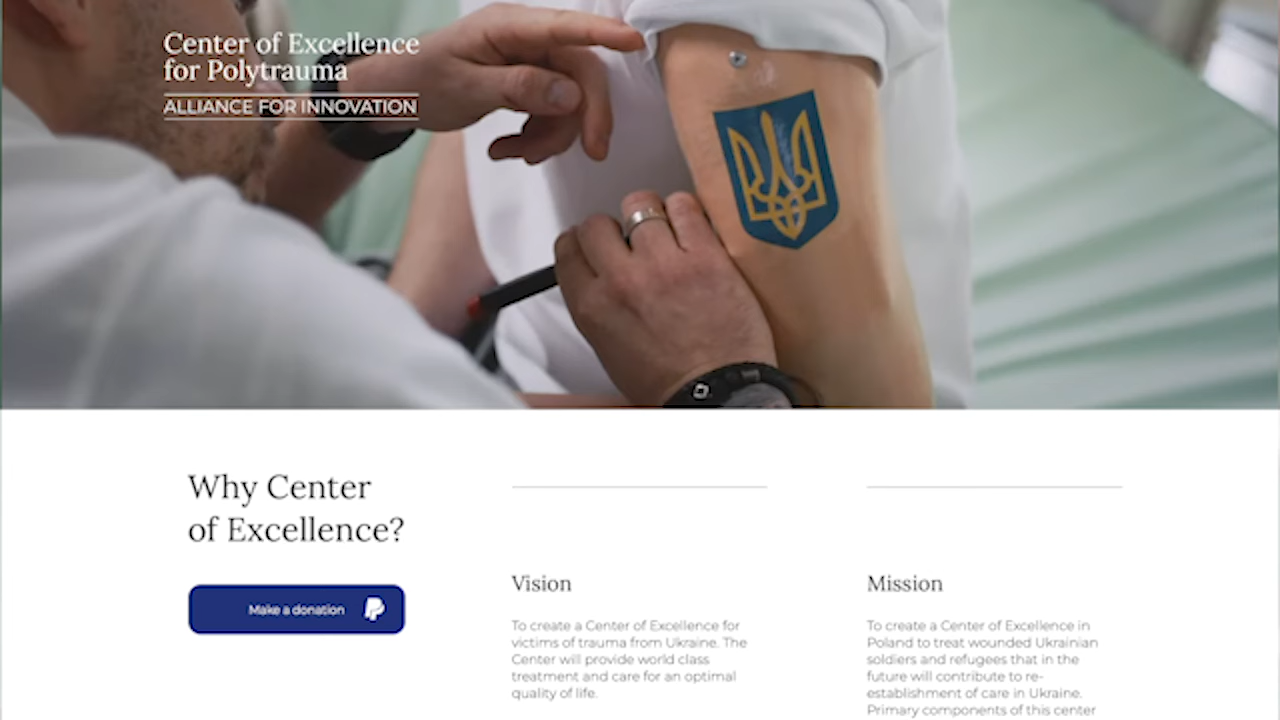 Center of Excellence
for Polytrauma
ALLIANCE FOR INNOVATION
Why Center
of Excellence?
Make a donation
Vision
To create a Center of Excellence for
victims of trauma from Ukraine. The
Center will provide world class
treatment and care for an optimal
quality of life.
Mission
To create a Center of Excellence in
Poland to treat wounded Ukrainian
soldiers and refugees that in the
future will contribute to re-
establishment of care in Ukraine.
Primary components of this center